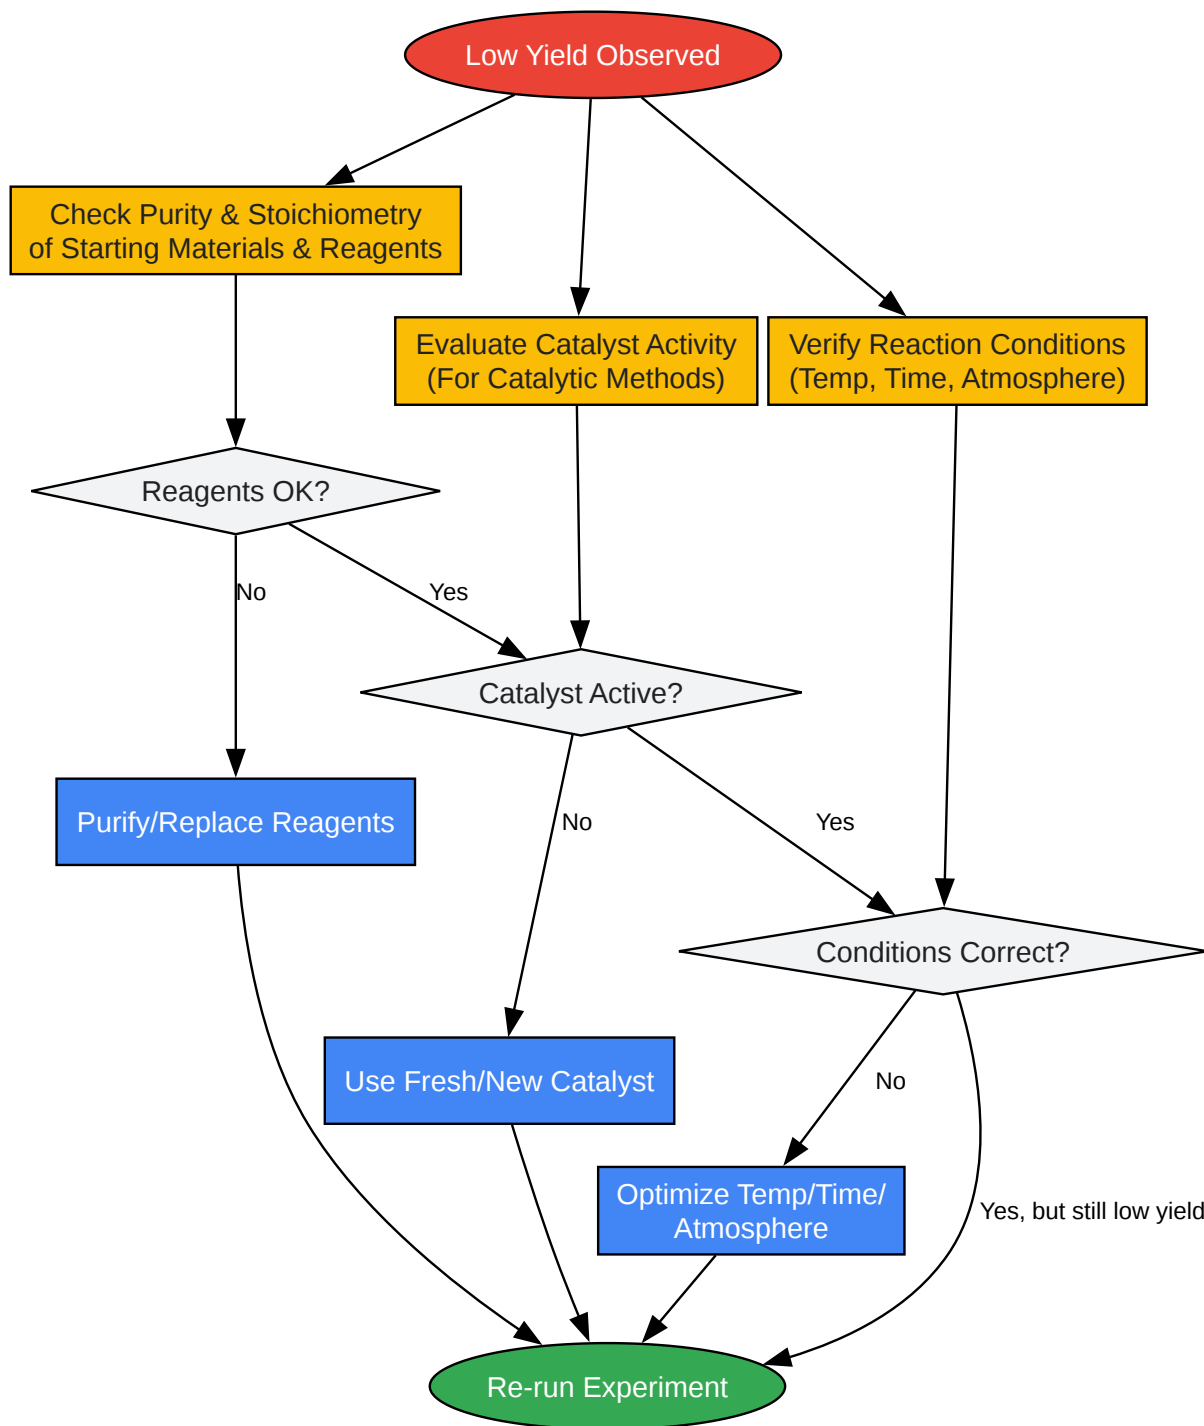 Low Yield Observed
Check Purity & Stoichiometry
of Starting Materials & Reagents
Evaluate Catalyst Activity
(For Catalytic Methods)
Verify Reaction Conditions
(Temp, Time, Atmosphere)
Reagents OK?
No
Yes
Catalyst Active?
Purify/Replace Reagents
No
Yes
Conditions Correct?
Use Fresh/New Catalyst
No
Optimize Temp/Time/
Atmosphere
Yes, but still low yield
Re-run Experiment